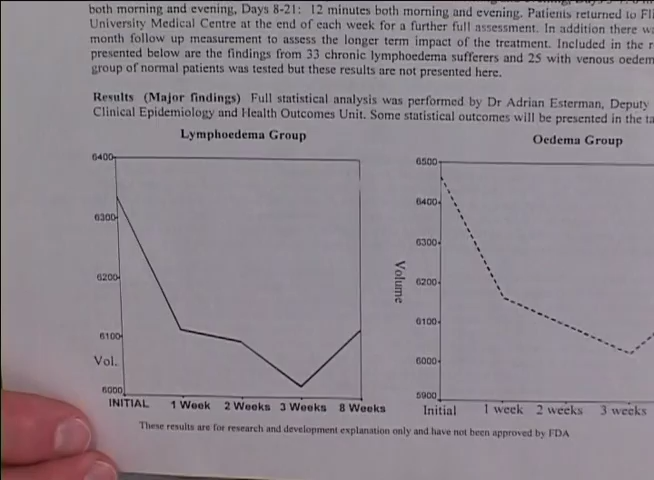 both morning and evening, Days 8-21: 12 minutes both morning and evening. Patients returned to
University Medical Centre at the end of each week for a further full assessment. In addition there
month follow up measurement to assess the longer term impact of the treatment. Included in the
presented below are the findings from 33 chronic lymphoedema sufferers and 25 with venous
group of normal patients was tested but these results are not presented here.
Results (Major findings) Full statistical analysis was performed by Dr Adrian Esterman, Deputy
Clinical Epidemiology and Health Outcomes Unit. Some statistical outcomes will be presented in the
Lymphoedema Group
6400
6300
6200
6100
Vol.
6000
INITIAL 1 Week 2 Weeks 3 Weeks 8 Weeks
Oedema Group
6500
6400
6300
Volume
6200
6100
6000
5900
Initial 1 week 2 weeks 3 weeks
These results are for research and development explanation only and have not been approved by FDA